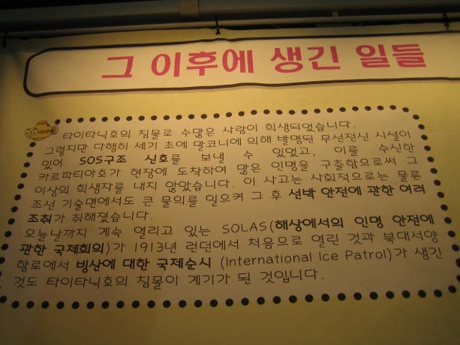 그 이후에 생긴 일들
타이타닉호의 침몰로 수많은 사람이 희생되었습니다.
그렇지만 다행히 세기 초에 말코니에 의해 발명된 무선전신 시설이
있어 SOS구조 신호를 보낼 수 있었고, 이를 수신한
카르파티아호가 현장에 도착하여 많은 인명을 구출함으로써 그
이상의 희생자를 내지 않았습니다. 이 사고는 사회적으로는 물론
조선 기술면에서도 큰 물의를 일으켜 그 후 선박 안전에 관한 여러
조취가 취해졌습니다.
오늘날까지 계속 열리고 있는 SOLAS(해상에서의 인명 안전에
관한 국제회의)가 1913년 런던에서 처음으로 열린 것과 북대서양
항로에서 빙산에 대한 국제순시 (International Ice Patrol)가 생긴
것도 타이타닉호의 침몰이 계기가 된 것입니다.